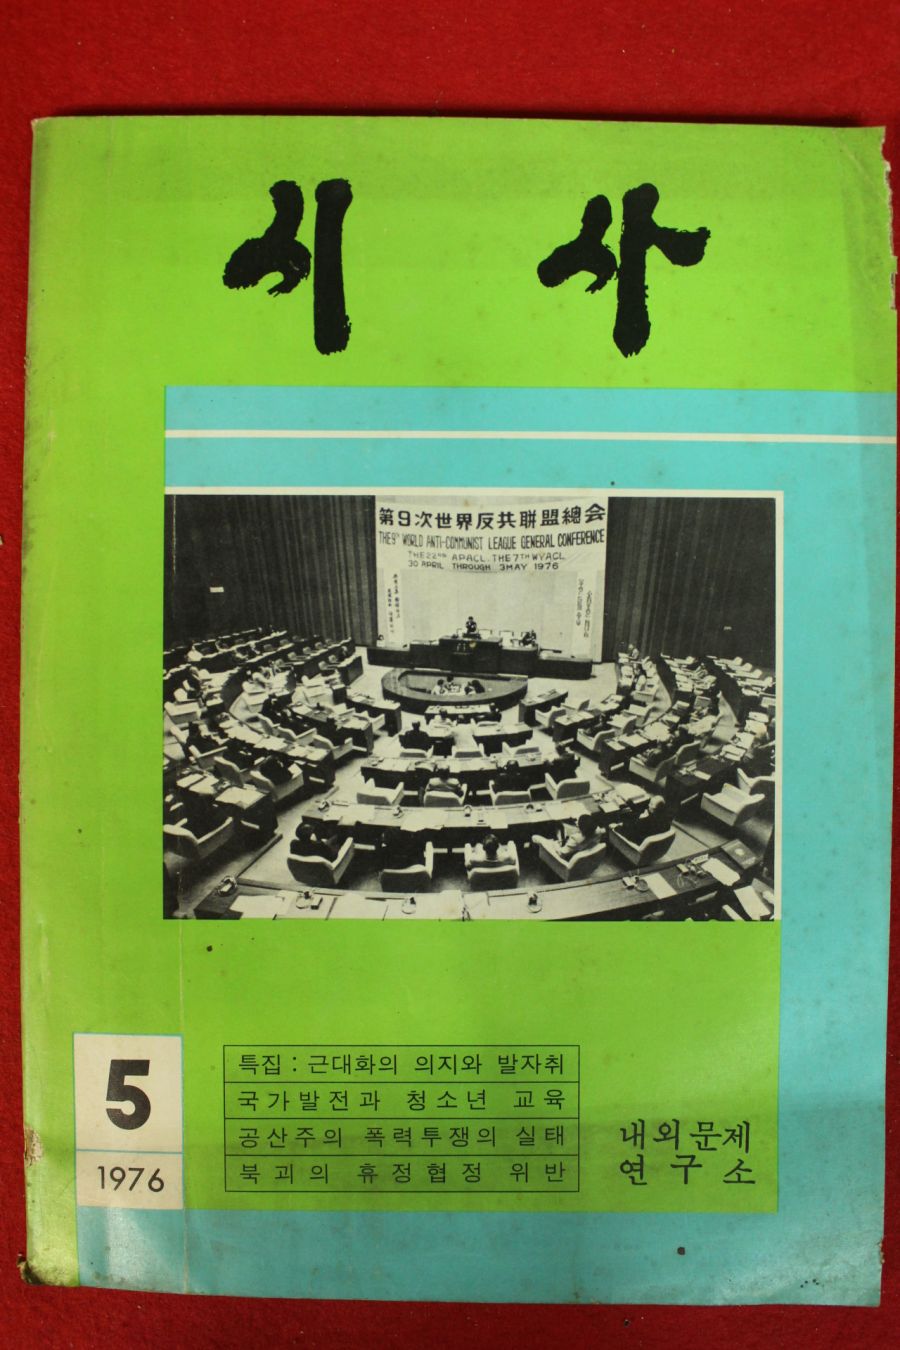 시사
第9次世界反共联盟總会
THE 9TH WORLD ANTI-COMMUNIST LEAGUE GENERAL CONFERENCE
THE 22ND APACL. THE 7TH WYACL
30 APRIL THROUGH 3 MAY 1976
5
1976
특집 : 근대화의 의지와 발자취
국가발전과 청소년 교육
공산주의 폭력투쟁의 실태
북괴의 휴정협정 위반
내외문제
연구소